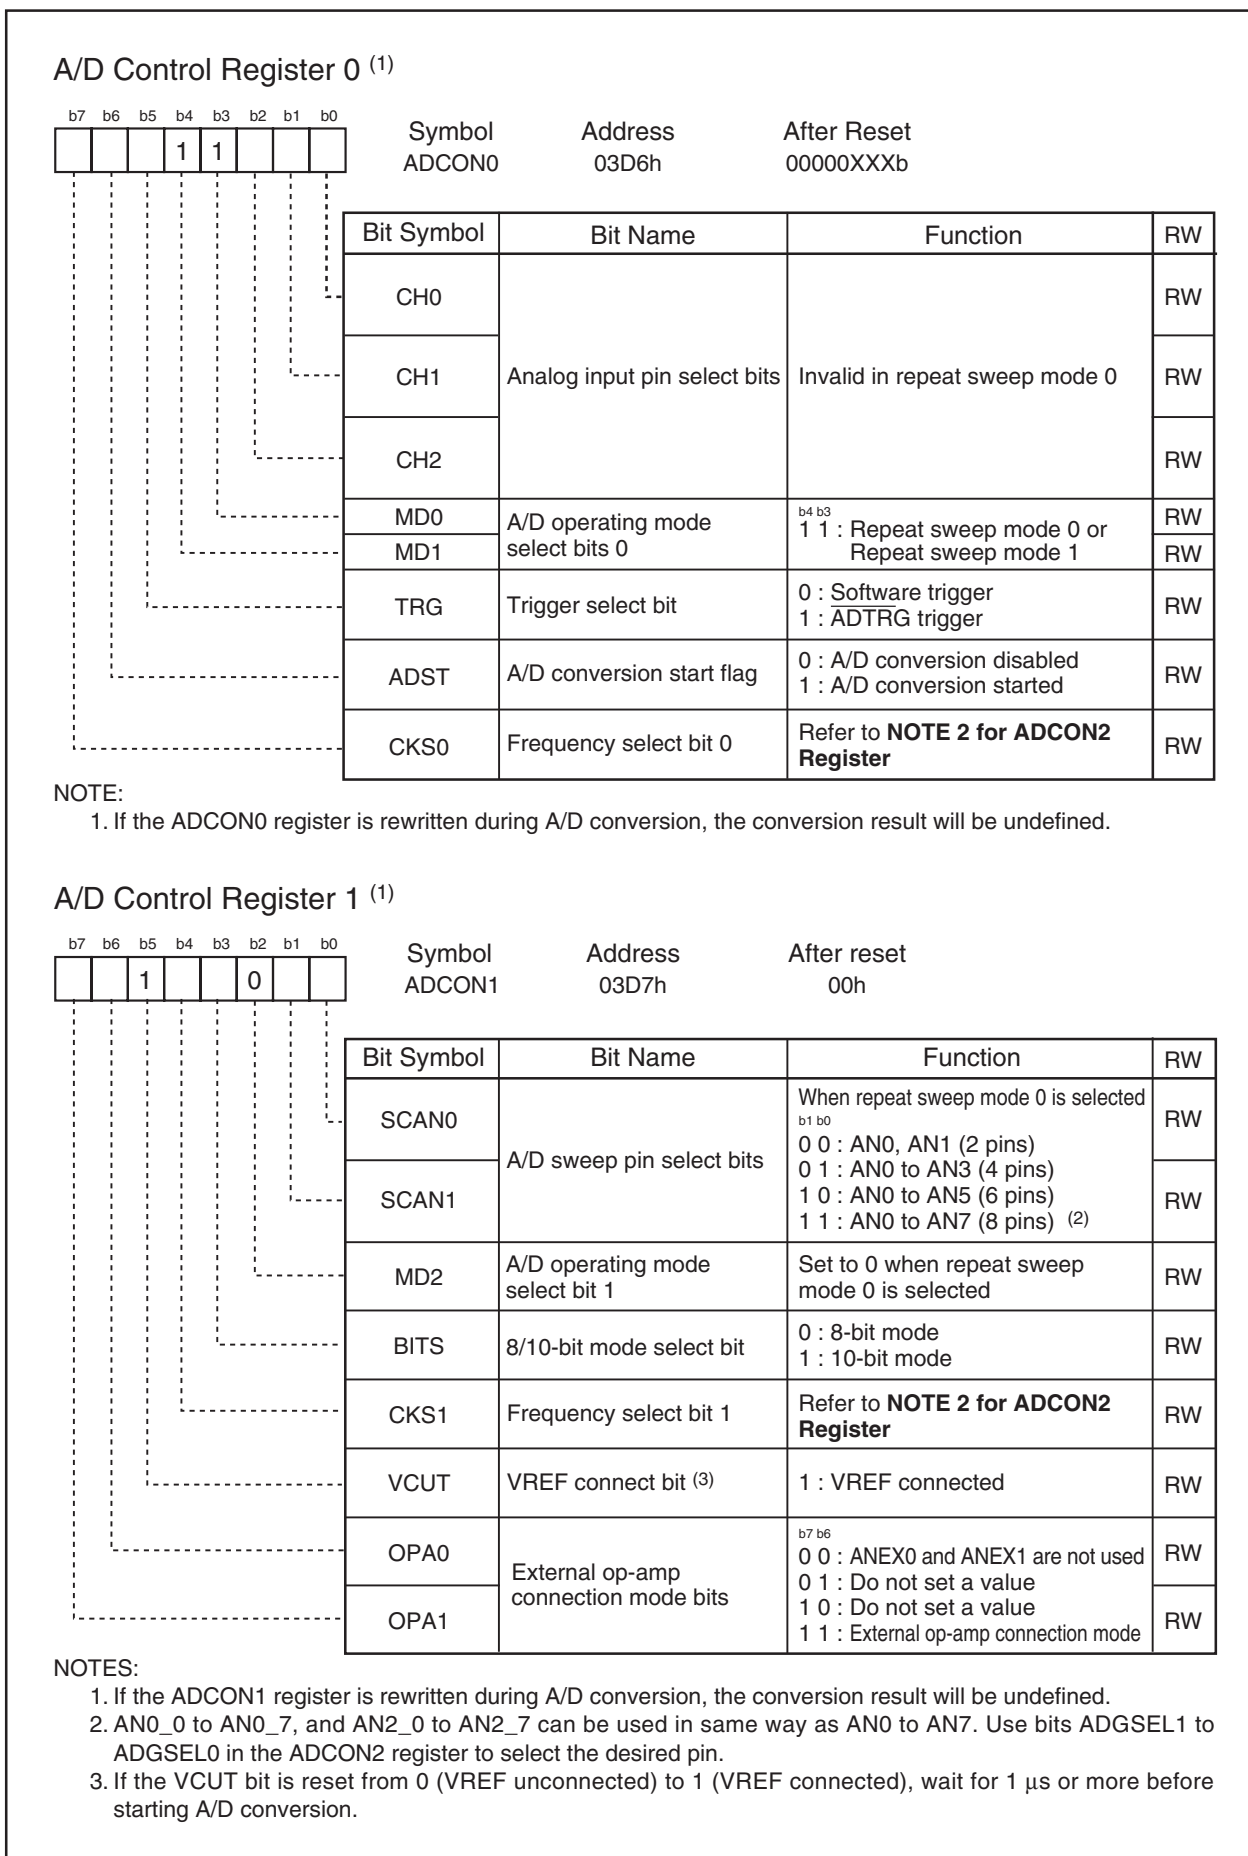 A/D Control Register 0 (1)
b7 b6 b5 b4 b3 b2 b1 b0
1 1
Symbol Address After Reset
ADCON0 03D6h 00000XXXb
Bit Symbol Bit Name Function RW
CH0 RW
CH1 Analog input pin select bits Invalid in repeat sweep mode 0 RW
CH2 RW
MD0 A/D operating mode select bits 0 RW
MD1 RW
b4 b3
1 1 : Repeat sweep mode 0 or
Repeat sweep mode 1
TRG Trigger select bit RW
0 : Software trigger
1 : ADTRG trigger
ADST A/D conversion start flag RW
0 : A/D conversion disabled
1 : A/D conversion started
CKS0 Frequency select bit 0 RW
Refer to NOTE 2 for ADCON2
Register
NOTE:
1. If the ADCON0 register is rewritten during A/D conversion, the conversion result will be undefined.
A/D Control Register 1 (1)
b7 b6 b5 b4 b3 b2 b1 b0
1 0
Symbol Address After reset
ADCON1 03D7h 00h
Bit Symbol Bit Name Function RW
SCAN0 RW
A/D sweep pin select bits
SCAN1 RW
When repeat sweep mode 0 is selected
b1 b0
0 0 : AN0, AN1 (2 pins)
0 1 : AN0 to AN3 (4 pins)
1 0 : AN0 to AN5 (6 pins)
1 1 : AN0 to AN7 (8 pins) (2)
MD2 RW
A/D operating mode
select bit 1
Set to 0 when repeat sweep
mode 0 is selected
BITS 8/10-bit mode select bit RW
0 : 8-bit mode
1 : 10-bit mode
CKS1 Frequency select bit 1 RW
Refer to NOTE 2 for ADCON2
Register
VCUT VREF connect bit (3) 1 : VREF connected RW
OPA0 RW
External op-amp
connection mode bits
OPA1 RW
b7 b6
0 0 : ANEX0 and ANEX1 are not used
0 1 : Do not set a value
1 0 : Do not set a value
1 1 : External op-amp connection mode
NOTES:
1. If the ADCON1 register is rewritten during A/D conversion, the conversion result will be undefined.
2. AN0_0 to AN0_7, and AN2_0 to AN2_7 can be used in same way as AN0 to AN7. Use bits ADGSEL1 to
ADGSEL0 in the ADCON2 register to select the desired pin.
3. If the VCUT bit is reset from 0 (VREF unconnected) to 1 (VREF connected), wait for 1 μs or more before
starting A/D conversion.